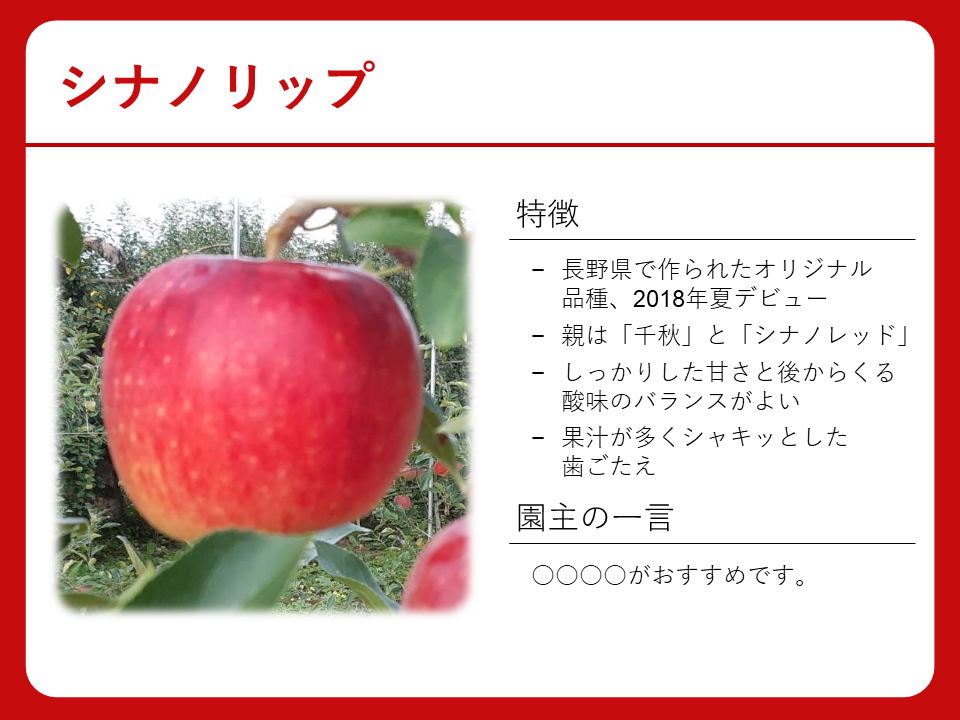 シナノリップ
特徴
– 長野県で作られたオリジナル
品種、2018年夏デビュー
– 親は「千秋」と「シナノレッド」
– しっかりした甘さと後からくる
酸味のバランスがよい
– 果汁が多くシャキッとした
歯ごたえ
園主の一言
〇〇〇〇がおすすめです。